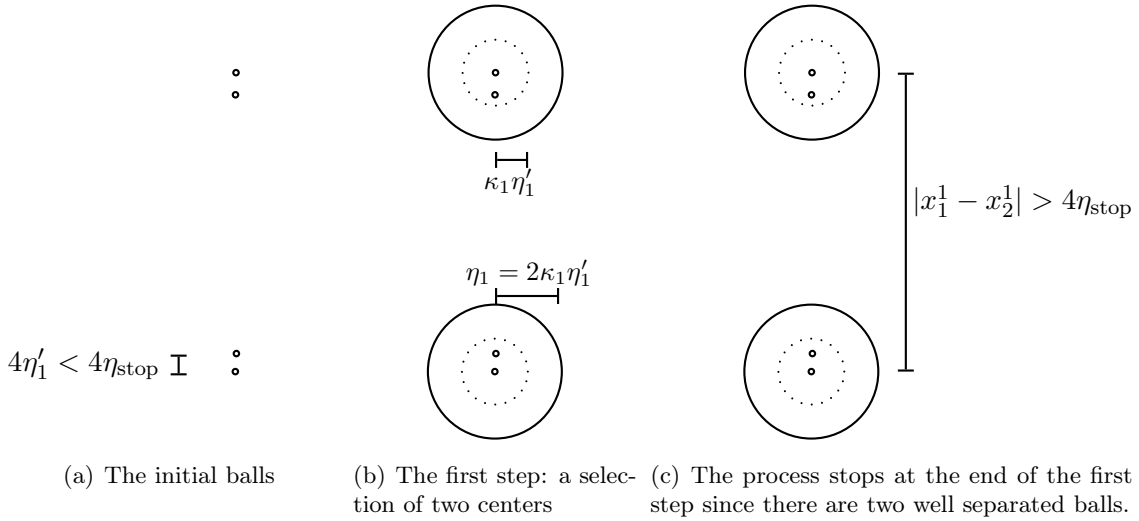 κ₁η′₁
|x¹₁ − x¹₂| > 4η_stop
η₁ = 2κ₁η′₁
4η′₁ < 4η_stop
(a) The initial balls
(b) The first step: a selec-
tion of two centers
(c) The process stops at the end of the first
step since there are two well separated balls.